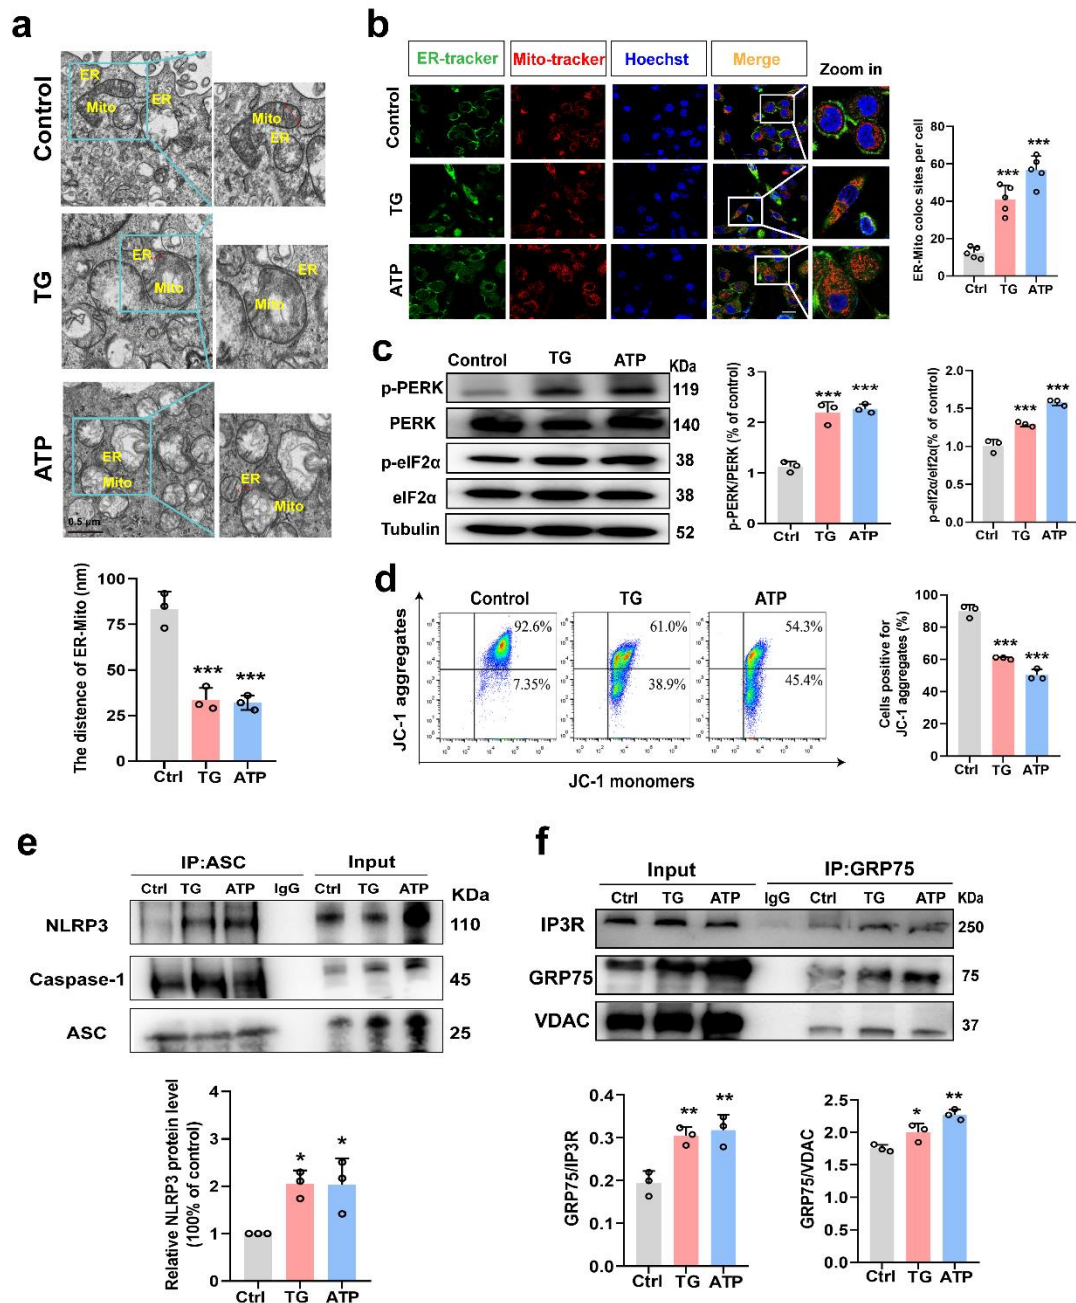 a
Control
ER
Mito
ER
Mito
ER
TG
ER
Mito
ER
Mito
ATP
ER
Mito
0.5 μm
ER
Mito
The distence of ER-Mito (nm)
100
75
50
25
0
***
***
Ctrl TG ATP
b
ER-tracker Mito-tracker Hoechst Merge Zoom in
Control
TG
ATP
ER-Mito coloc sites per cell
80
60
40
20
0
***
***
Ctrl TG ATP
c
Control TG ATP KDa
p-PERK 119
PERK 140
p-eIF2α 38
eIF2α 38
Tubulin 52
p-PERK/PERK (% of control)
3
2
1
0
*** ***
Ctrl TG ATP
p-eIf2α/eIf2α(% of control)
2.0
1.5
1.0
0.5
0.0
***
***
Ctrl TG ATP
d
Control TG ATP
JC-1 aggregates
92.6%
7.35%
61.0%
38.9%
54.3%
45.4%
JC-1 monomers
Cells positive for
JC-1 aggregates (%)
100
80
60
40
20
0
***
***
Ctrl TG ATP
e
IP:ASC Input
Ctrl TG ATP IgG Ctrl TG ATP KDa
NLRP3 110
Caspase-1 45
ASC 25
Relative NLRP3 protein level
(100% of control)
4
3
2
1
0
*
*
Ctrl TG ATP
f
Input IP:GRP75
Ctrl TG ATP IgG Ctrl TG ATP KDa
IP3R 250
GRP75 75
VDAC 37
GRP75/IP3R
0.4
0.3
0.2
0.1
0.0
**
**
Ctrl TG ATP
GRP75/VDAC
2.5
2.0
1.5
1.0
0.5
0.0
*
**
Ctrl TG ATP